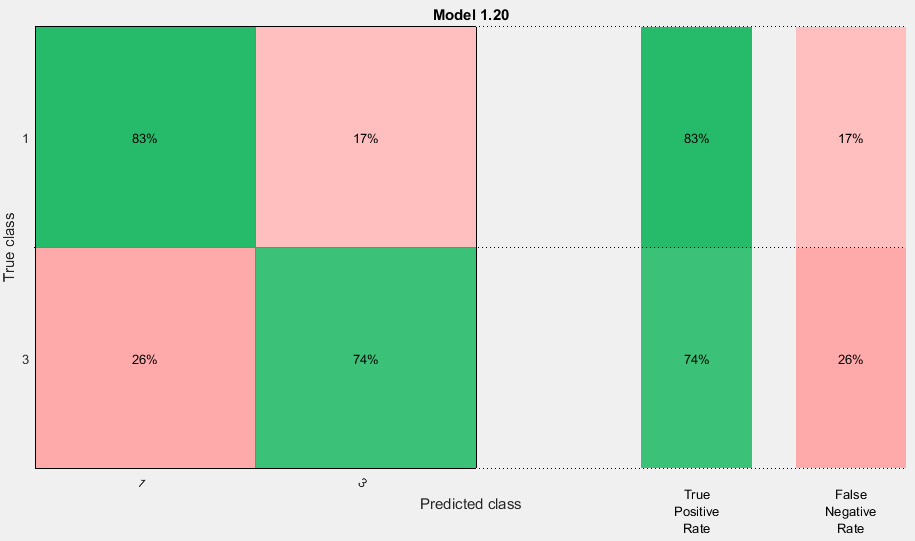 Model 1.20
True class
1
83%
17%
83%
17%
3
26%
74%
74%
26%
1
3
Predicted class
True
Positive
Rate
False
Negative
Rate